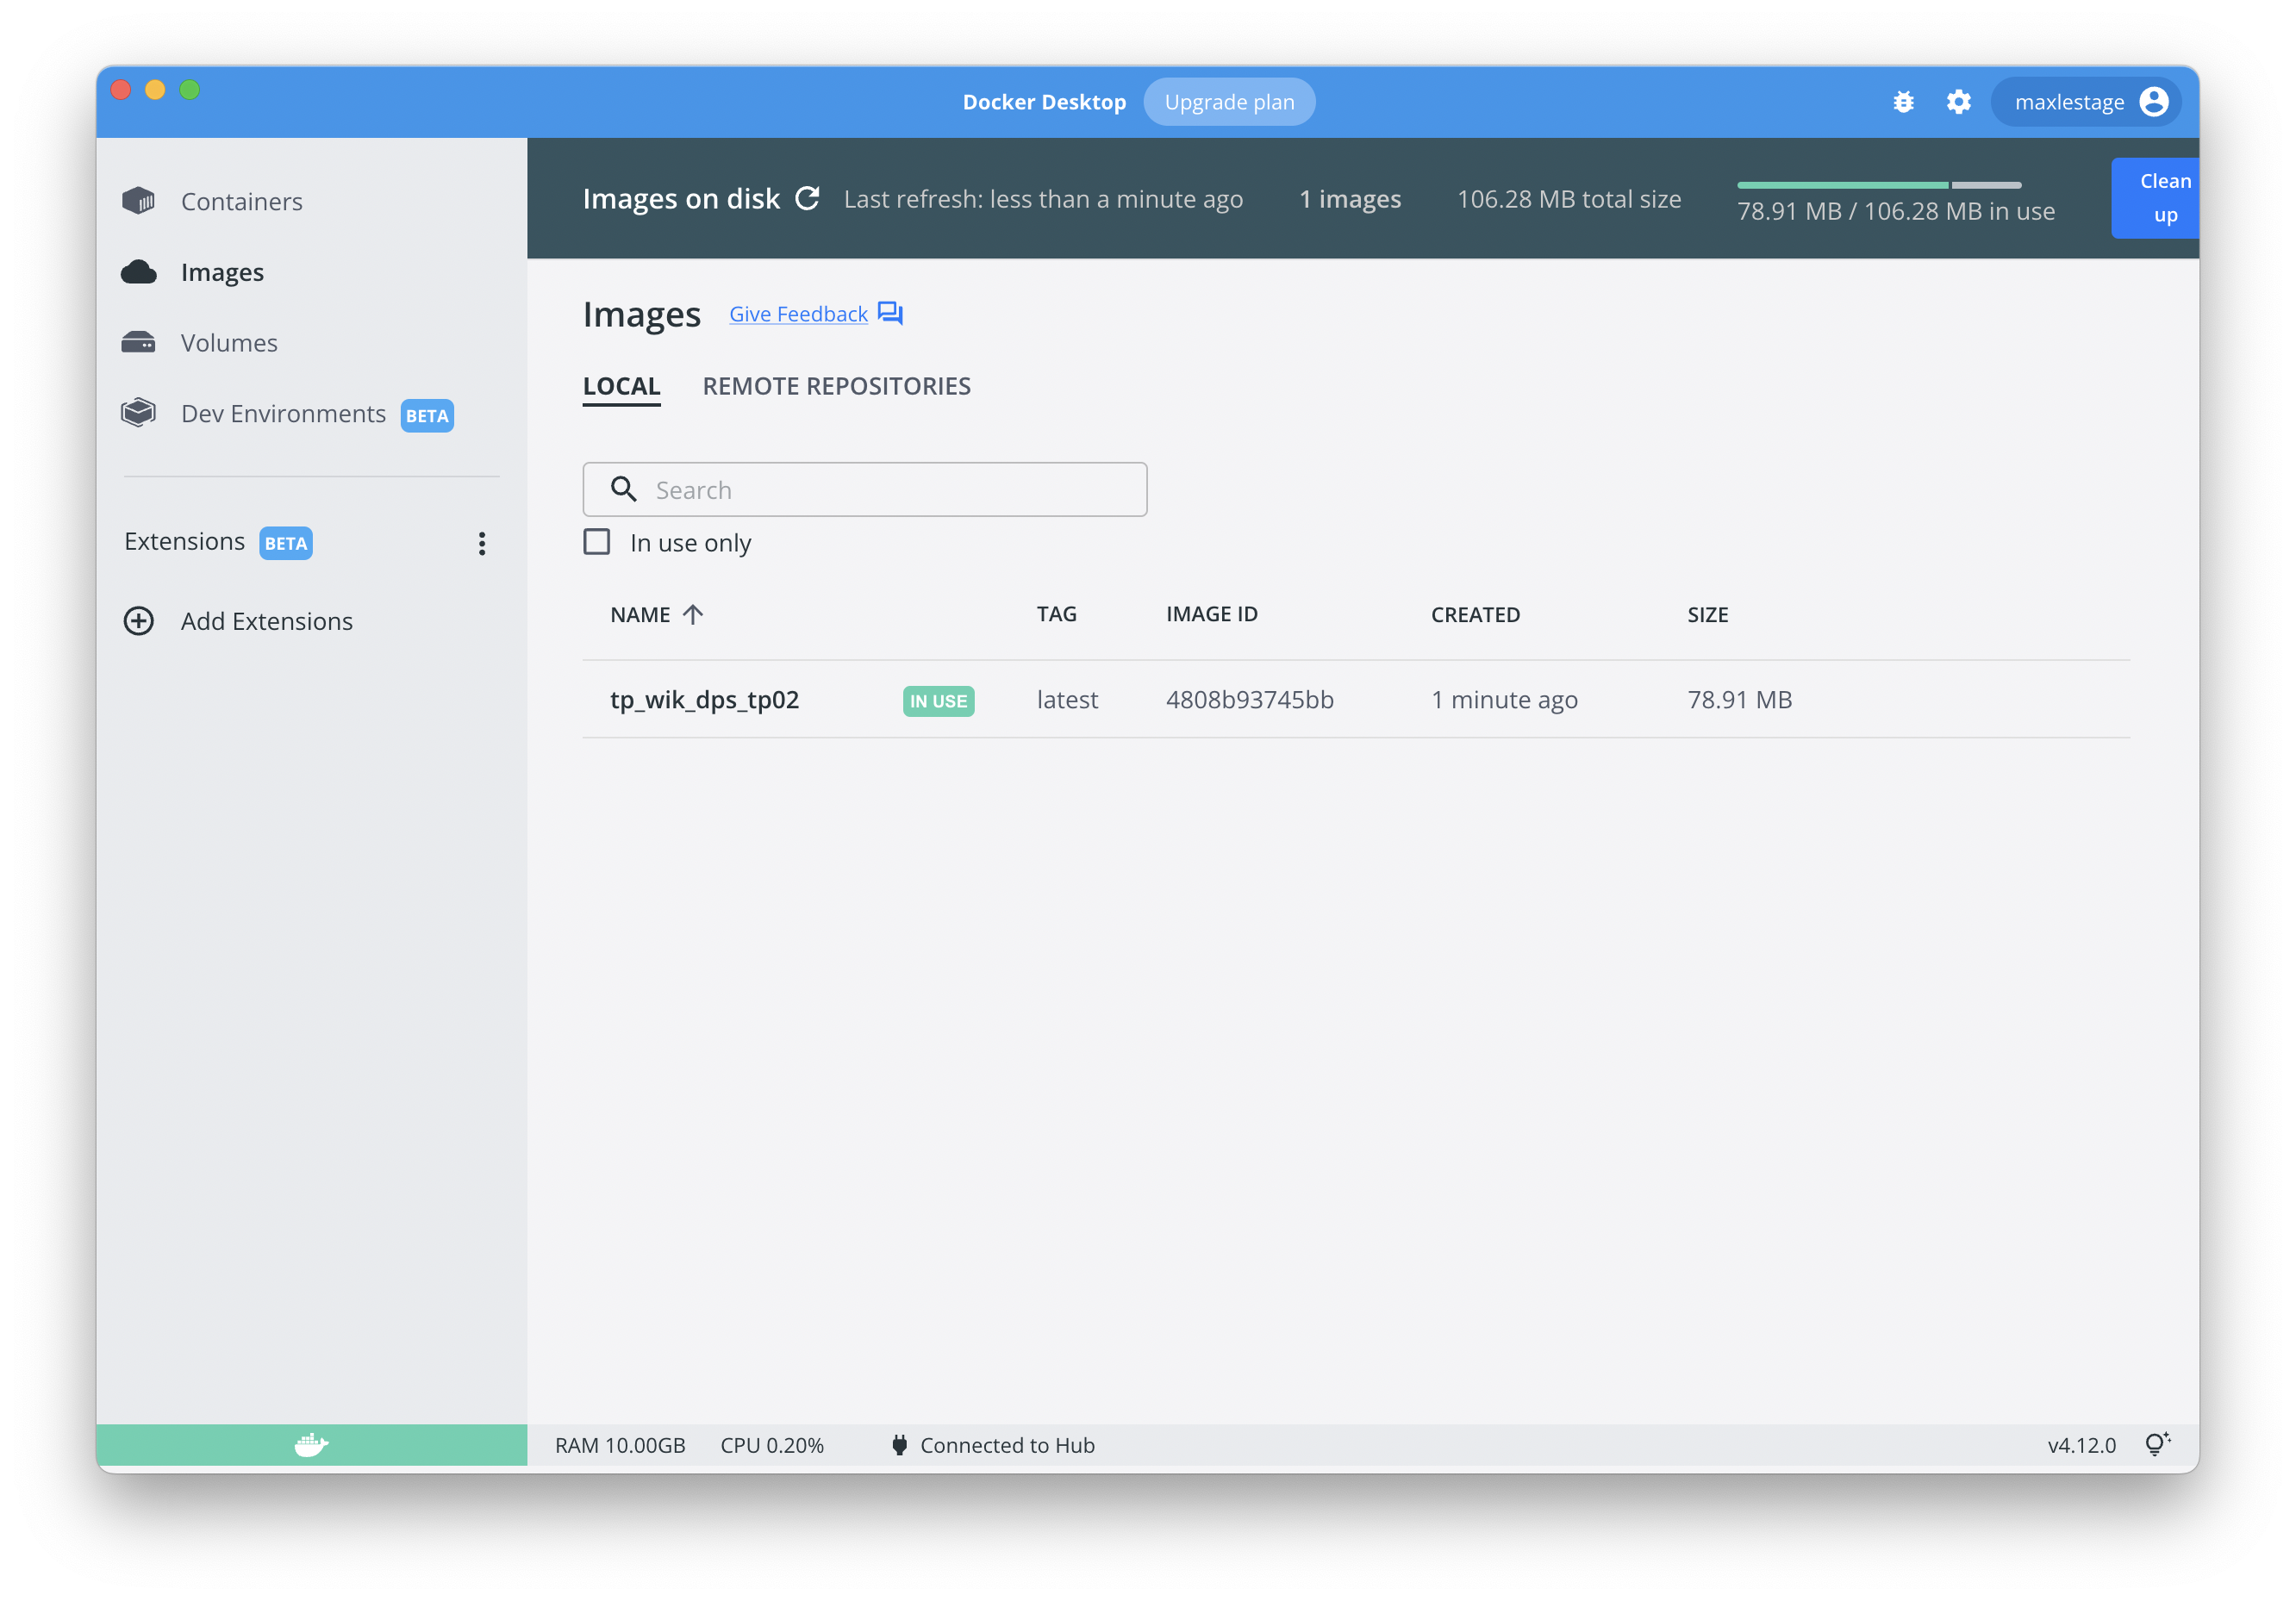 Docker Desktop Upgrade plan maxlestage
Containers
Images
Volumes
Dev Environments BETA
Extensions BETA
Add Extensions
Images on disk Last refresh: less than a minute ago 1 images 106.28 MB total size 78.91 MB / 106.28 MB in use
Clean
up
Images Give Feedback
LOCAL REMOTE REPOSITORIES
Search
In use only
NAME TAG IMAGE ID CREATED SIZE
tp_wik_dps_tp02 IN USE latest 4808b93745bb 1 minute ago 78.91 MB
RAM 10.00GB CPU 0.20% Connected to Hub v4.12.0